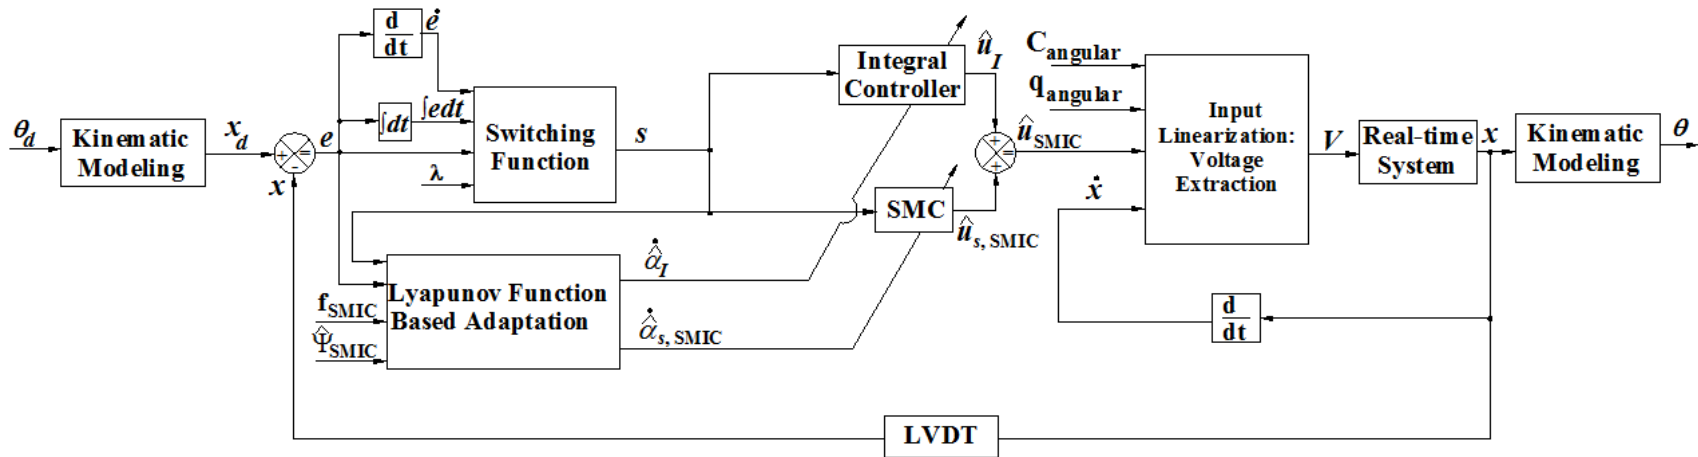 θd
Kinematic
Modeling
xd
+ = -
x
e
d
dt
ė
∫dt
∫edt
λ
Switching
Function
s
Lyapunov Function
Based Adaptation
fSMIC
Ψ̂SMIC
α̂̇I
α̂̇s, SMIC
Integral
Controller
ûI
SMC
ûs, SMIC
+ = +
ûSMIC
Cangular
qangular
ẋ
Input
Linearization:
Voltage
Extraction
V
Real-time
System
x
Kinematic
Modeling
θ
d
dt
LVDT